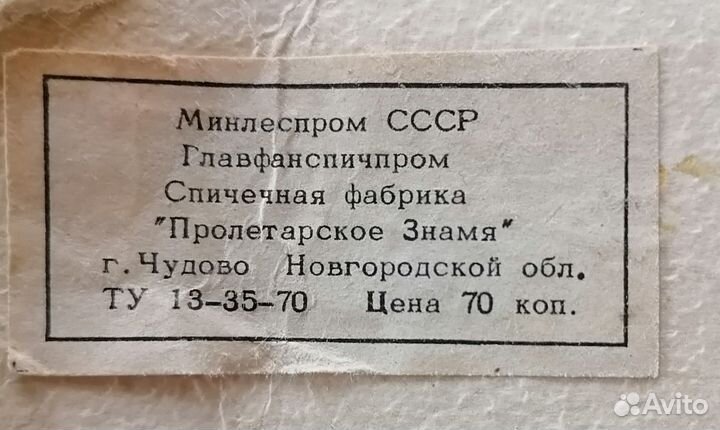 Минлеспром СССР
Главфанспичпром
Спичечная фабрика
"Пролетарское Знамя"
г. Чудово Новгородской обл.
ТУ 13-35-70 Цена 70 коп.
Avito